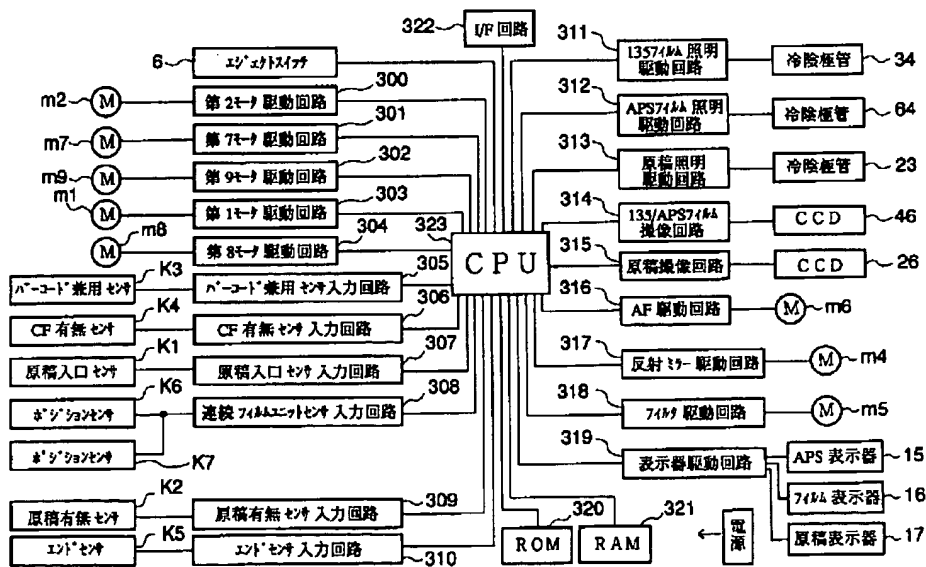 322
I/F 回路
6
エジェクトスイッチ
300
m2
M
第2モータ 駆動回路
301
m7
M
第7モータ 駆動回路
302
m9
M
第9モータ 駆動回路
303
m1
M
第1モータ 駆動回路
304
m8
M
第8モータ 駆動回路
323
CPU
K3
バーコード兼用 センサ
305
バーコード兼用 センサ入力回路
K4
CF 有無 センサ
306
CF 有無 センサ 入力回路
K1
原稿入口 センサ
307
原稿入口 センサ 入力回路
K6
ポジションセンサ
308
連続 フィルムユニットセンサ 入力回路
ポジションセンサ
K7
K2
原稿有無 センサ
309
原稿有無 センサ 入力回路
K5
エンドセンサ
エンドセンサ 入力回路
310
311
135フィルム 照明
駆動回路
冷陰極管
34
312
APSフィルム 照明
駆動回路
冷陰極管
64
313
原稿照明
駆動回路
冷陰極管
23
314
135/APSフィルム
撮像回路
CCD
46
315
原稿撮像回路
CCD
26
316
AF 駆動回路
M
m6
317
反射 ミラー 駆動回路
M
m4
318
フィルタ 駆動回路
M
m5
319
表示器駆動回路
APS 表示器
15
フィルム 表示器
16
原稿表示器
17
320
ROM
321
RAM
電源